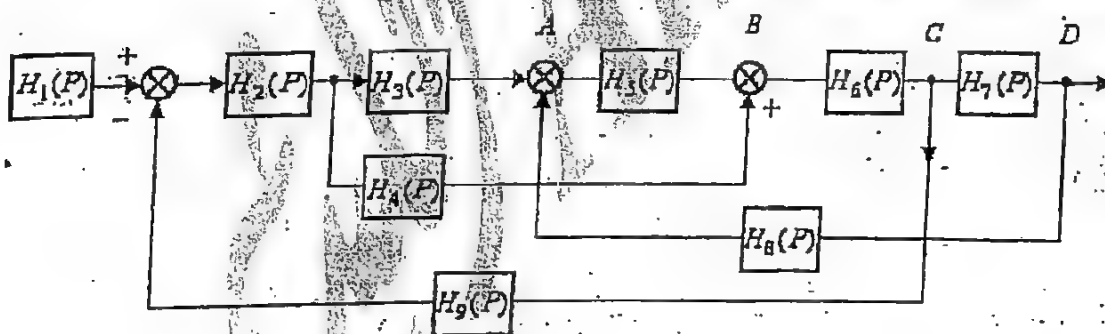 A B C D
+
H₁(P) H₂(P) H₃(P) H₅(P) H₆(P) H₇(P)
−
+
H₄(P)
H₈(P)
H₉(P)